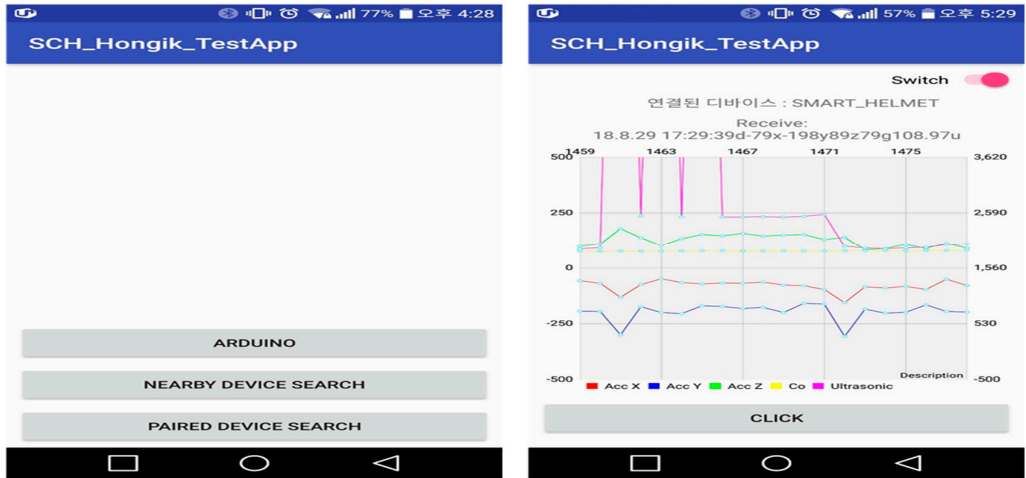 77% 오후 4:28
SCH_Hongik_TestApp
ARDUINO
NEARBY DEVICE SEARCH
PAIRED DEVICE SEARCH
57% 오후 5:29
SCH_Hongik_TestApp
Switch
연결된 디바이스 : SMART_HELMET
Receive:
18.8.29 17:29:39d-79x-198y89z79g108.97u
1459 1463 1467 1471 1475
500 3,620
250 2,590
0 1,560
-250 530
-500 -500
Description
Acc X Acc Y Acc Z Co Ultrasonic
CLICK